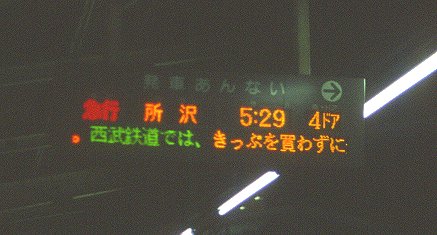 発車あんない
急行 所沢 5:29 4ドア
西武鉄道では、きっぷを買わずに